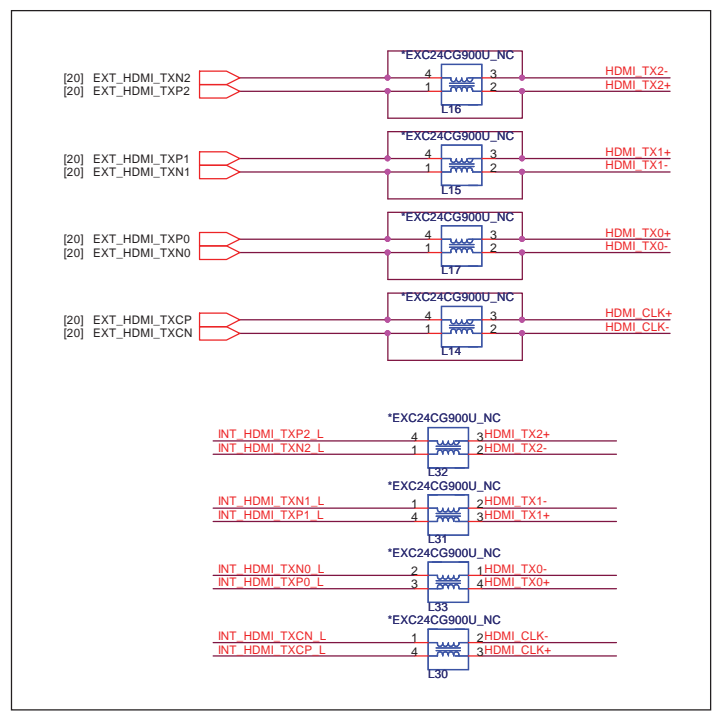 *EXC24CG900U_NC
[20] EXT_HDMI_TXN2 4 3 HDMI_TX2-
[20] EXT_HDMI_TXP2 1 2 HDMI_TX2+
L16
*EXC24CG900U_NC
[20] EXT_HDMI_TXP1 4 3 HDMI_TX1+
[20] EXT_HDMI_TXN1 1 2 HDMI_TX1-
L15
*EXC24CG900U_NC
[20] EXT_HDMI_TXP0 4 3 HDMI_TX0+
[20] EXT_HDMI_TXN0 1 2 HDMI_TX0-
L17
*EXC24CG900U_NC
[20] EXT_HDMI_TXCP 4 3 HDMI_CLK+
[20] EXT_HDMI_TXCN 1 2 HDMI_CLK-
L14
*EXC24CG900U_NC
INT_HDMI_TXP2_L 4 3 HDMI_TX2+
INT_HDMI_TXN2_L 1 2 HDMI_TX2-
L32
*EXC24CG900U_NC
INT_HDMI_TXN1_L 1 2 HDMI_TX1-
INT_HDMI_TXP1_L 4 3 HDMI_TX1+
L31
*EXC24CG900U_NC
INT_HDMI_TXN0_L 2 1 HDMI_TX0-
INT_HDMI_TXP0_L 3 4 HDMI_TX0+
L33
*EXC24CG900U_NC
INT_HDMI_TXCN_L 1 2 HDMI_CLK-
INT_HDMI_TXCP_L 4 3 HDMI_CLK+
L30